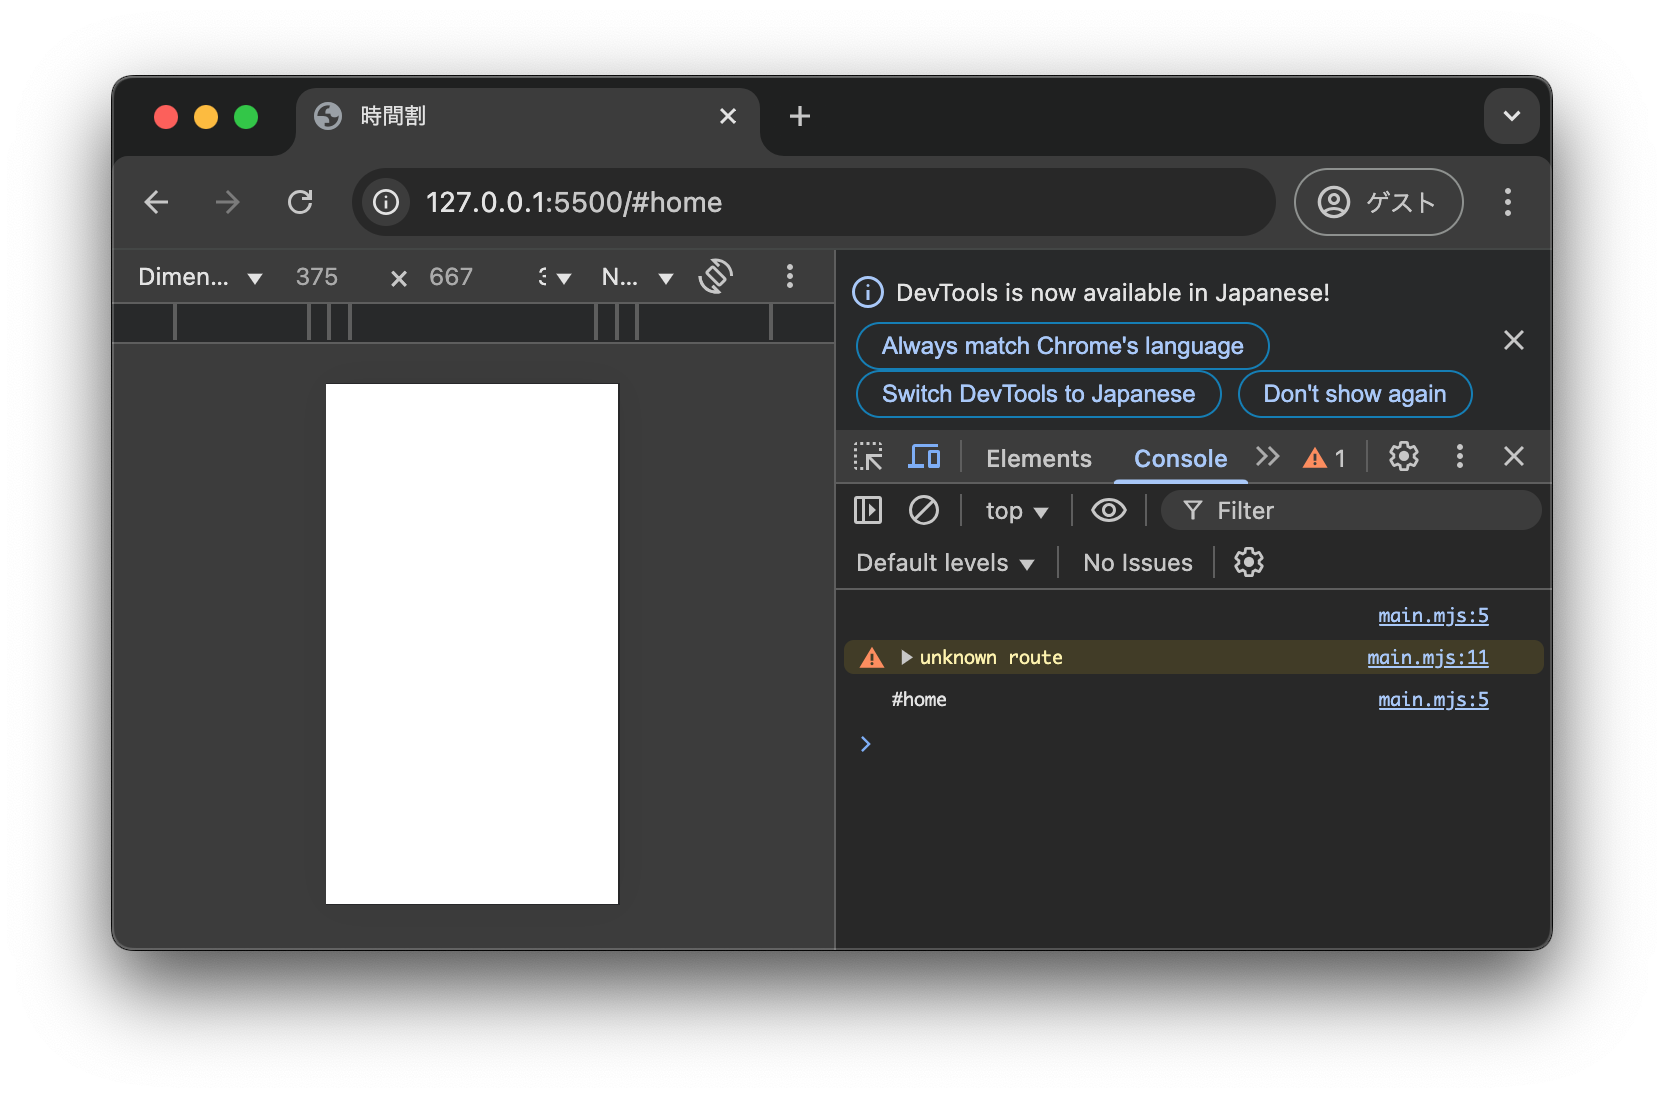 時間割
127.0.0.1:5500/#home
ゲスト
Dimen...
375
×
667
N...
DevTools is now available in Japanese!
Always match Chrome's language
Switch DevTools to Japanese
Don't show again
Elements
Console
1
top
Filter
Default levels
No Issues
main.mjs:5
unknown route
main.mjs:11
#home
main.mjs:5